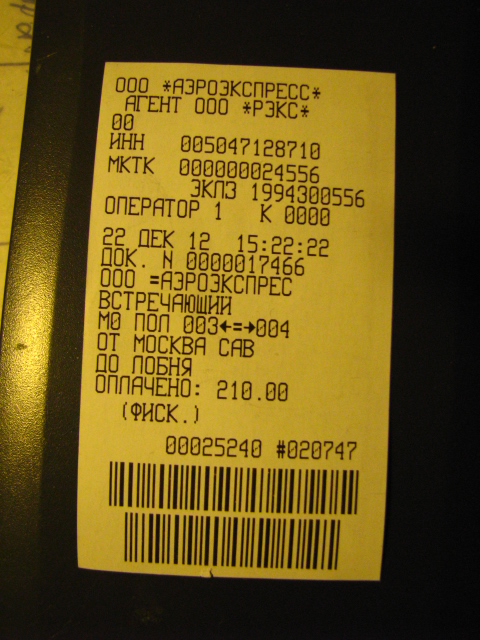 ООО *АЭРОЭКСПРЕСС*
АГЕНТ ООО *РЭКС*
00
ИНН 005047128710
МКТК 000000024556
ЭКЛЗ 1994300556
ОПЕРАТОР 1 К 0000
22 ДЕК 12 15:22:22
ДОК. N 0000017466
ООО =АЭРОЭКСПРЕС
ВСТРЕЧАЮЩИЙ
М0 ПОЛ 003←=→004
ОТ МОСКВА САВ
ДО ЛОБНЯ
ОПЛАЧЕНО: 210.00
(ФИСК.)
00025240 #020747